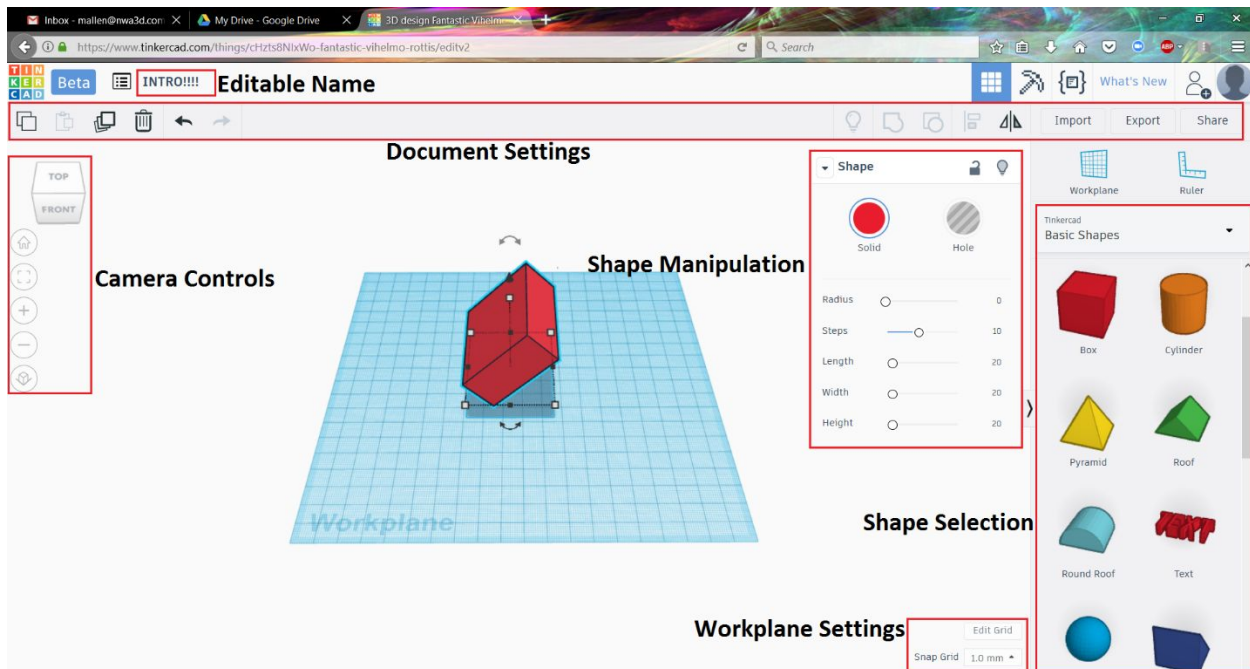 Inbox - mallen@nwa3d.com
My Drive - Google Drive
3D design Fantastic Vihelmo
https://www.tinkercad.com/things/cHzts8NIxWo-fantastic-vihelmo-rottis/editv2
Search
TIN
KER
CAD
Beta
INTRO!!!!
Editable Name
What's New
Import
Export
Share
Document Settings
TOP
FRONT
Camera Controls
Shape Manipulation
Shape
Solid
Hole
Radius 0
Steps 10
Length 20
Width 20
Height 20
Workplane
Ruler
Tinkercad
Basic Shapes
Box
Cylinder
Pyramid
Roof
Shape Selection
Round Roof
Text
TEXT
Workplane
Workplane Settings
Edit Grid
Snap Grid 1.0 mm
ABP